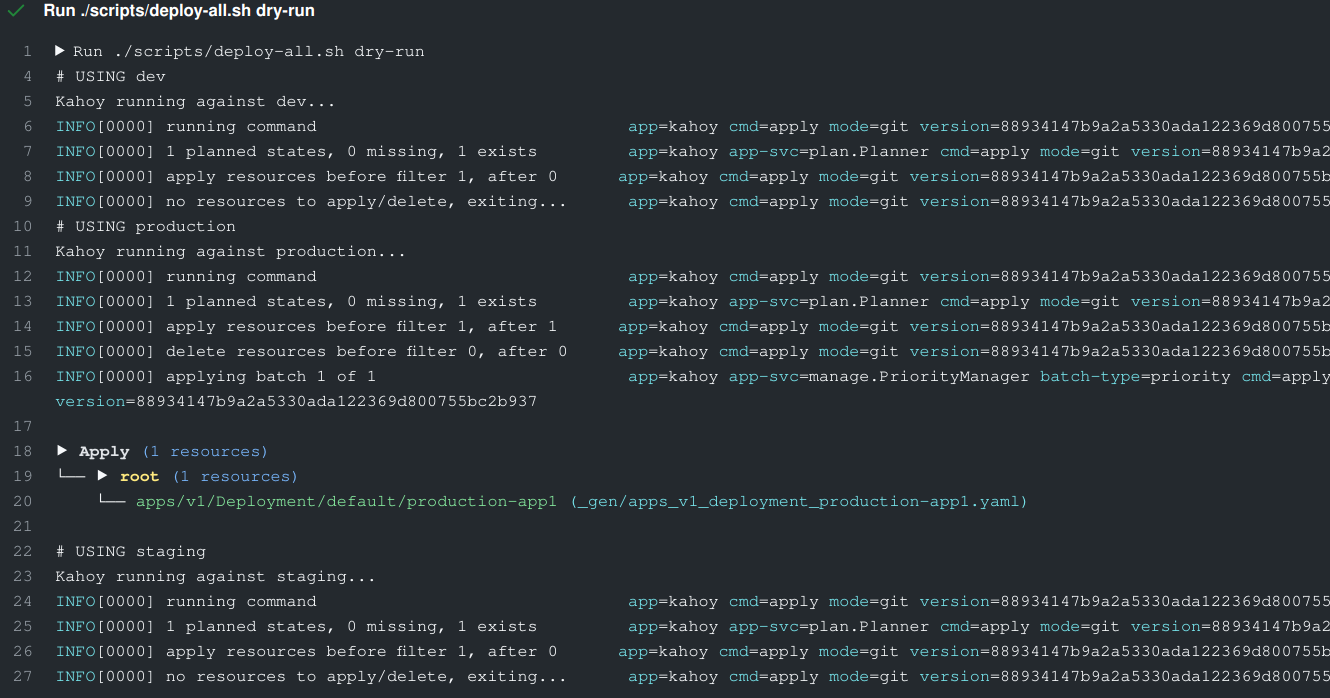 Run ./scripts/deploy-all.sh dry-run
1 ▶ Run ./scripts/deploy-all.sh dry-run
4 # USING dev
5 Kahoy running against dev...
6 INFO[0000] running command app=kahoy cmd=apply mode=git version=88934147b9a2a5330ada122369d800755
7 INFO[0000] 1 planned states, 0 missing, 1 exists app=kahoy app-svc=plan.Planner cmd=apply mode=git version=88934147b9a2
8 INFO[0000] apply resources before filter 1, after 0 app=kahoy cmd=apply mode=git version=88934147b9a2a5330ada122369d800755b
9 INFO[0000] no resources to apply/delete, exiting... app=kahoy cmd=apply mode=git version=88934147b9a2a5330ada122369d800755
10 # USING production
11 Kahoy running against production...
12 INFO[0000] running command app=kahoy cmd=apply mode=git version=88934147b9a2a5330ada122369d800755
13 INFO[0000] 1 planned states, 0 missing, 1 exists app=kahoy app-svc=plan.Planner cmd=apply mode=git version=88934147b9a2
14 INFO[0000] apply resources before filter 1, after 1 app=kahoy cmd=apply mode=git version=88934147b9a2a5330ada122369d800755b
15 INFO[0000] delete resources before filter 0, after 0 app=kahoy cmd=apply mode=git version=88934147b9a2a5330ada122369d800755b
16 INFO[0000] applying batch 1 of 1 app=kahoy app-svc=manage.PriorityManager batch-type=priority cmd=apply
version=88934147b9a2a5330ada122369d800755bc2b937
17
18 ▶ Apply (1 resources)
19 └── ▶ root (1 resources)
20 └── apps/v1/Deployment/default/production-app1 (_gen/apps_v1_deployment_production-app1.yaml)
21
22 # USING staging
23 Kahoy running against staging...
24 INFO[0000] running command app=kahoy cmd=apply mode=git version=88934147b9a2a5330ada122369d800755
25 INFO[0000] 1 planned states, 0 missing, 1 exists app=kahoy app-svc=plan.Planner cmd=apply mode=git version=88934147b9a2
26 INFO[0000] apply resources before filter 1, after 0 app=kahoy cmd=apply mode=git version=88934147b9a2a5330ada122369d800755b
27 INFO[0000] no resources to apply/delete, exiting... app=kahoy cmd=apply mode=git version=88934147b9a2a5330ada122369d800755